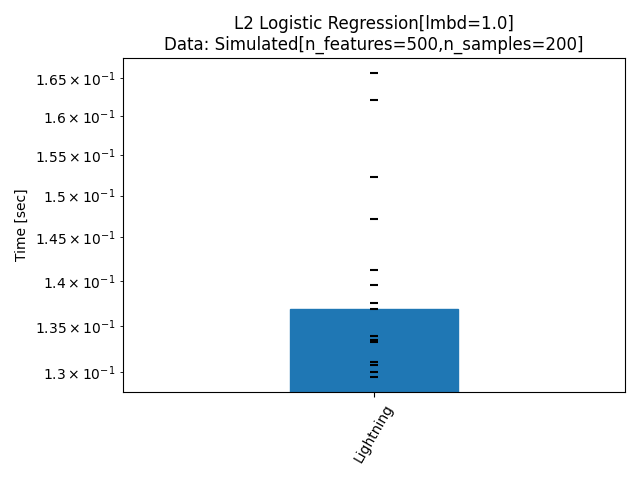 L2 Logistic Regression[lmbd=1.0]
Data: Simulated[n_features=500,n_samples=200]
1.65 × 10⁻¹
1.6 × 10⁻¹
1.55 × 10⁻¹
1.5 × 10⁻¹
1.45 × 10⁻¹
1.4 × 10⁻¹
1.35 × 10⁻¹
1.3 × 10⁻¹
Time [sec]
Lightning